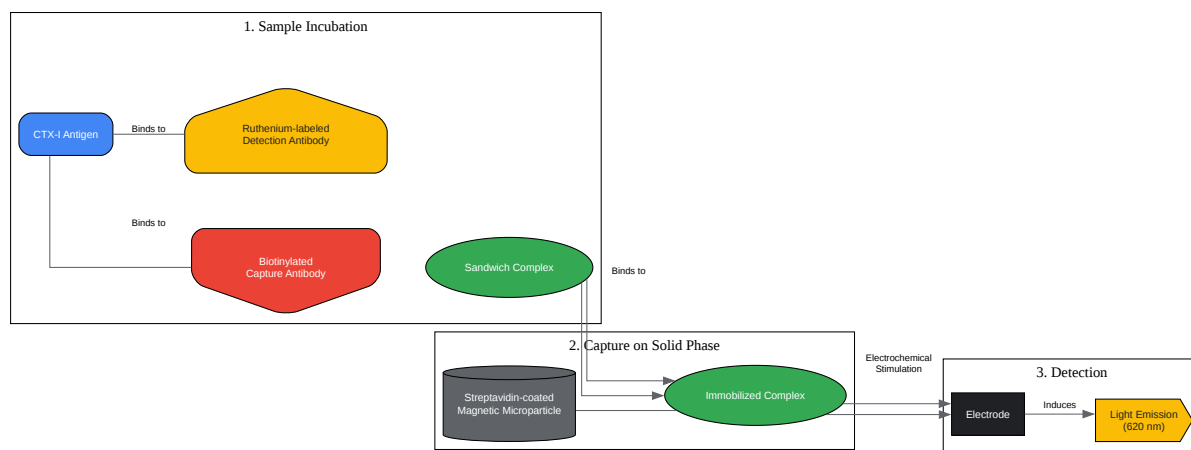 1. Sample Incubation
CTX-I Antigen
Binds to
Ruthenium-labeled
Detection Antibody
Binds to
Biotinylated
Capture Antibody
Sandwich Complex
Binds to
2. Capture on Solid Phase
Streptavidin-coated
Magnetic Microparticle
Immobilized Complex
Electrochemical
Stimulation
3. Detection
Electrode
Induces
Light Emission
(620 nm)